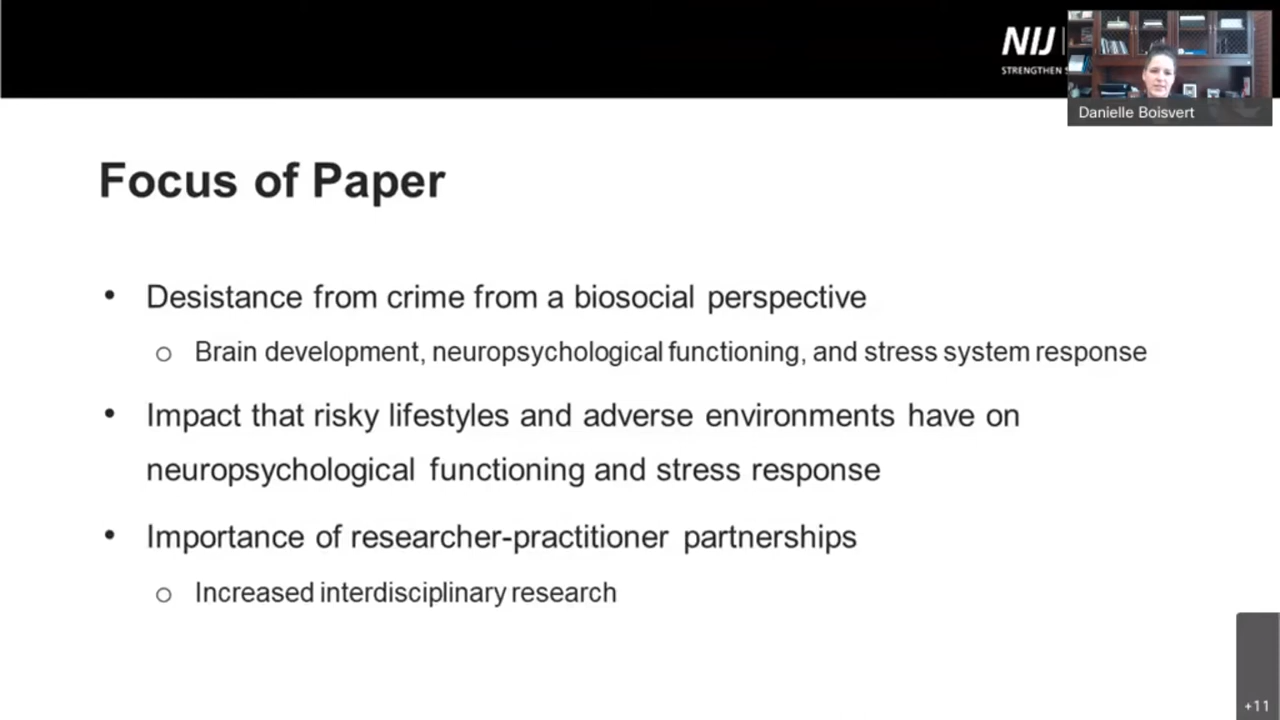 NIJ
STRENGTHEN S
Danielle Boisvert
Focus of Paper
• Desistance from crime from a biosocial perspective
o Brain development, neuropsychological functioning, and stress system response
• Impact that risky lifestyles and adverse environments have on
neuropsychological functioning and stress response
• Importance of researcher-practitioner partnerships
o Increased interdisciplinary research
+11